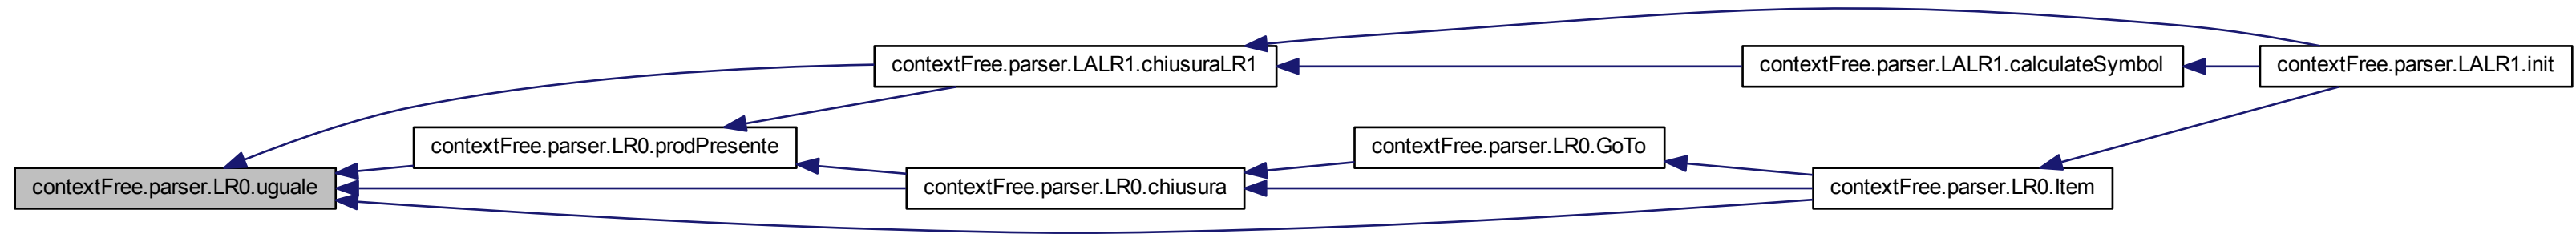 contextFree.parser.LALR1.chiusuraLR1
contextFree.parser.LALR1.calculateSymbol
contextFree.parser.LALR1.init
contextFree.parser.LR0.prodPresente
contextFree.parser.LR0.GoTo
contextFree.parser.LR0.uguale
contextFree.parser.LR0.chiusura
contextFree.parser.LR0.Item